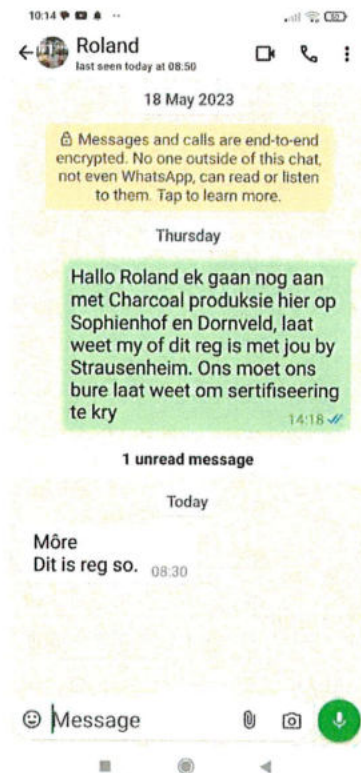 10:14
Roland
last seen today at 08:50
18 May 2023
Messages and calls are end-to-end
encrypted. No one outside of this chat,
not even WhatsApp, can read or listen
to them. Tap to learn more.
Thursday
Hallo Roland ek gaan nog aan
met Charcoal produksie hier op
Sophienhof en Dornveld, laat
weet my of dit reg is met jou by
Strausenheim. Ons moet ons
bure laat weet om sertifiseering
te kry
14:18
1 unread message
Today
Môre
Dit is reg so. 08:30
Message